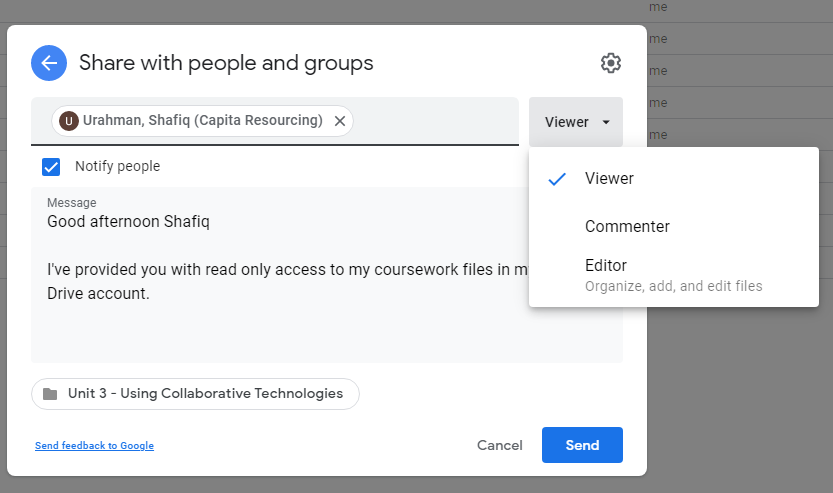 me
Share with people and groups
me
me
me
me
U Urahman, Shafiq (Capita Resourcing)
Viewer
Notify people
Viewer
Message
Good afternoon Shafiq
Commenter
I've provided you with read only access to my coursework files in m
Editor
Organize, add, and edit files
Drive account.
Unit 3 - Using Collaborative Technologies
Send feedback to Google
Cancel
Send